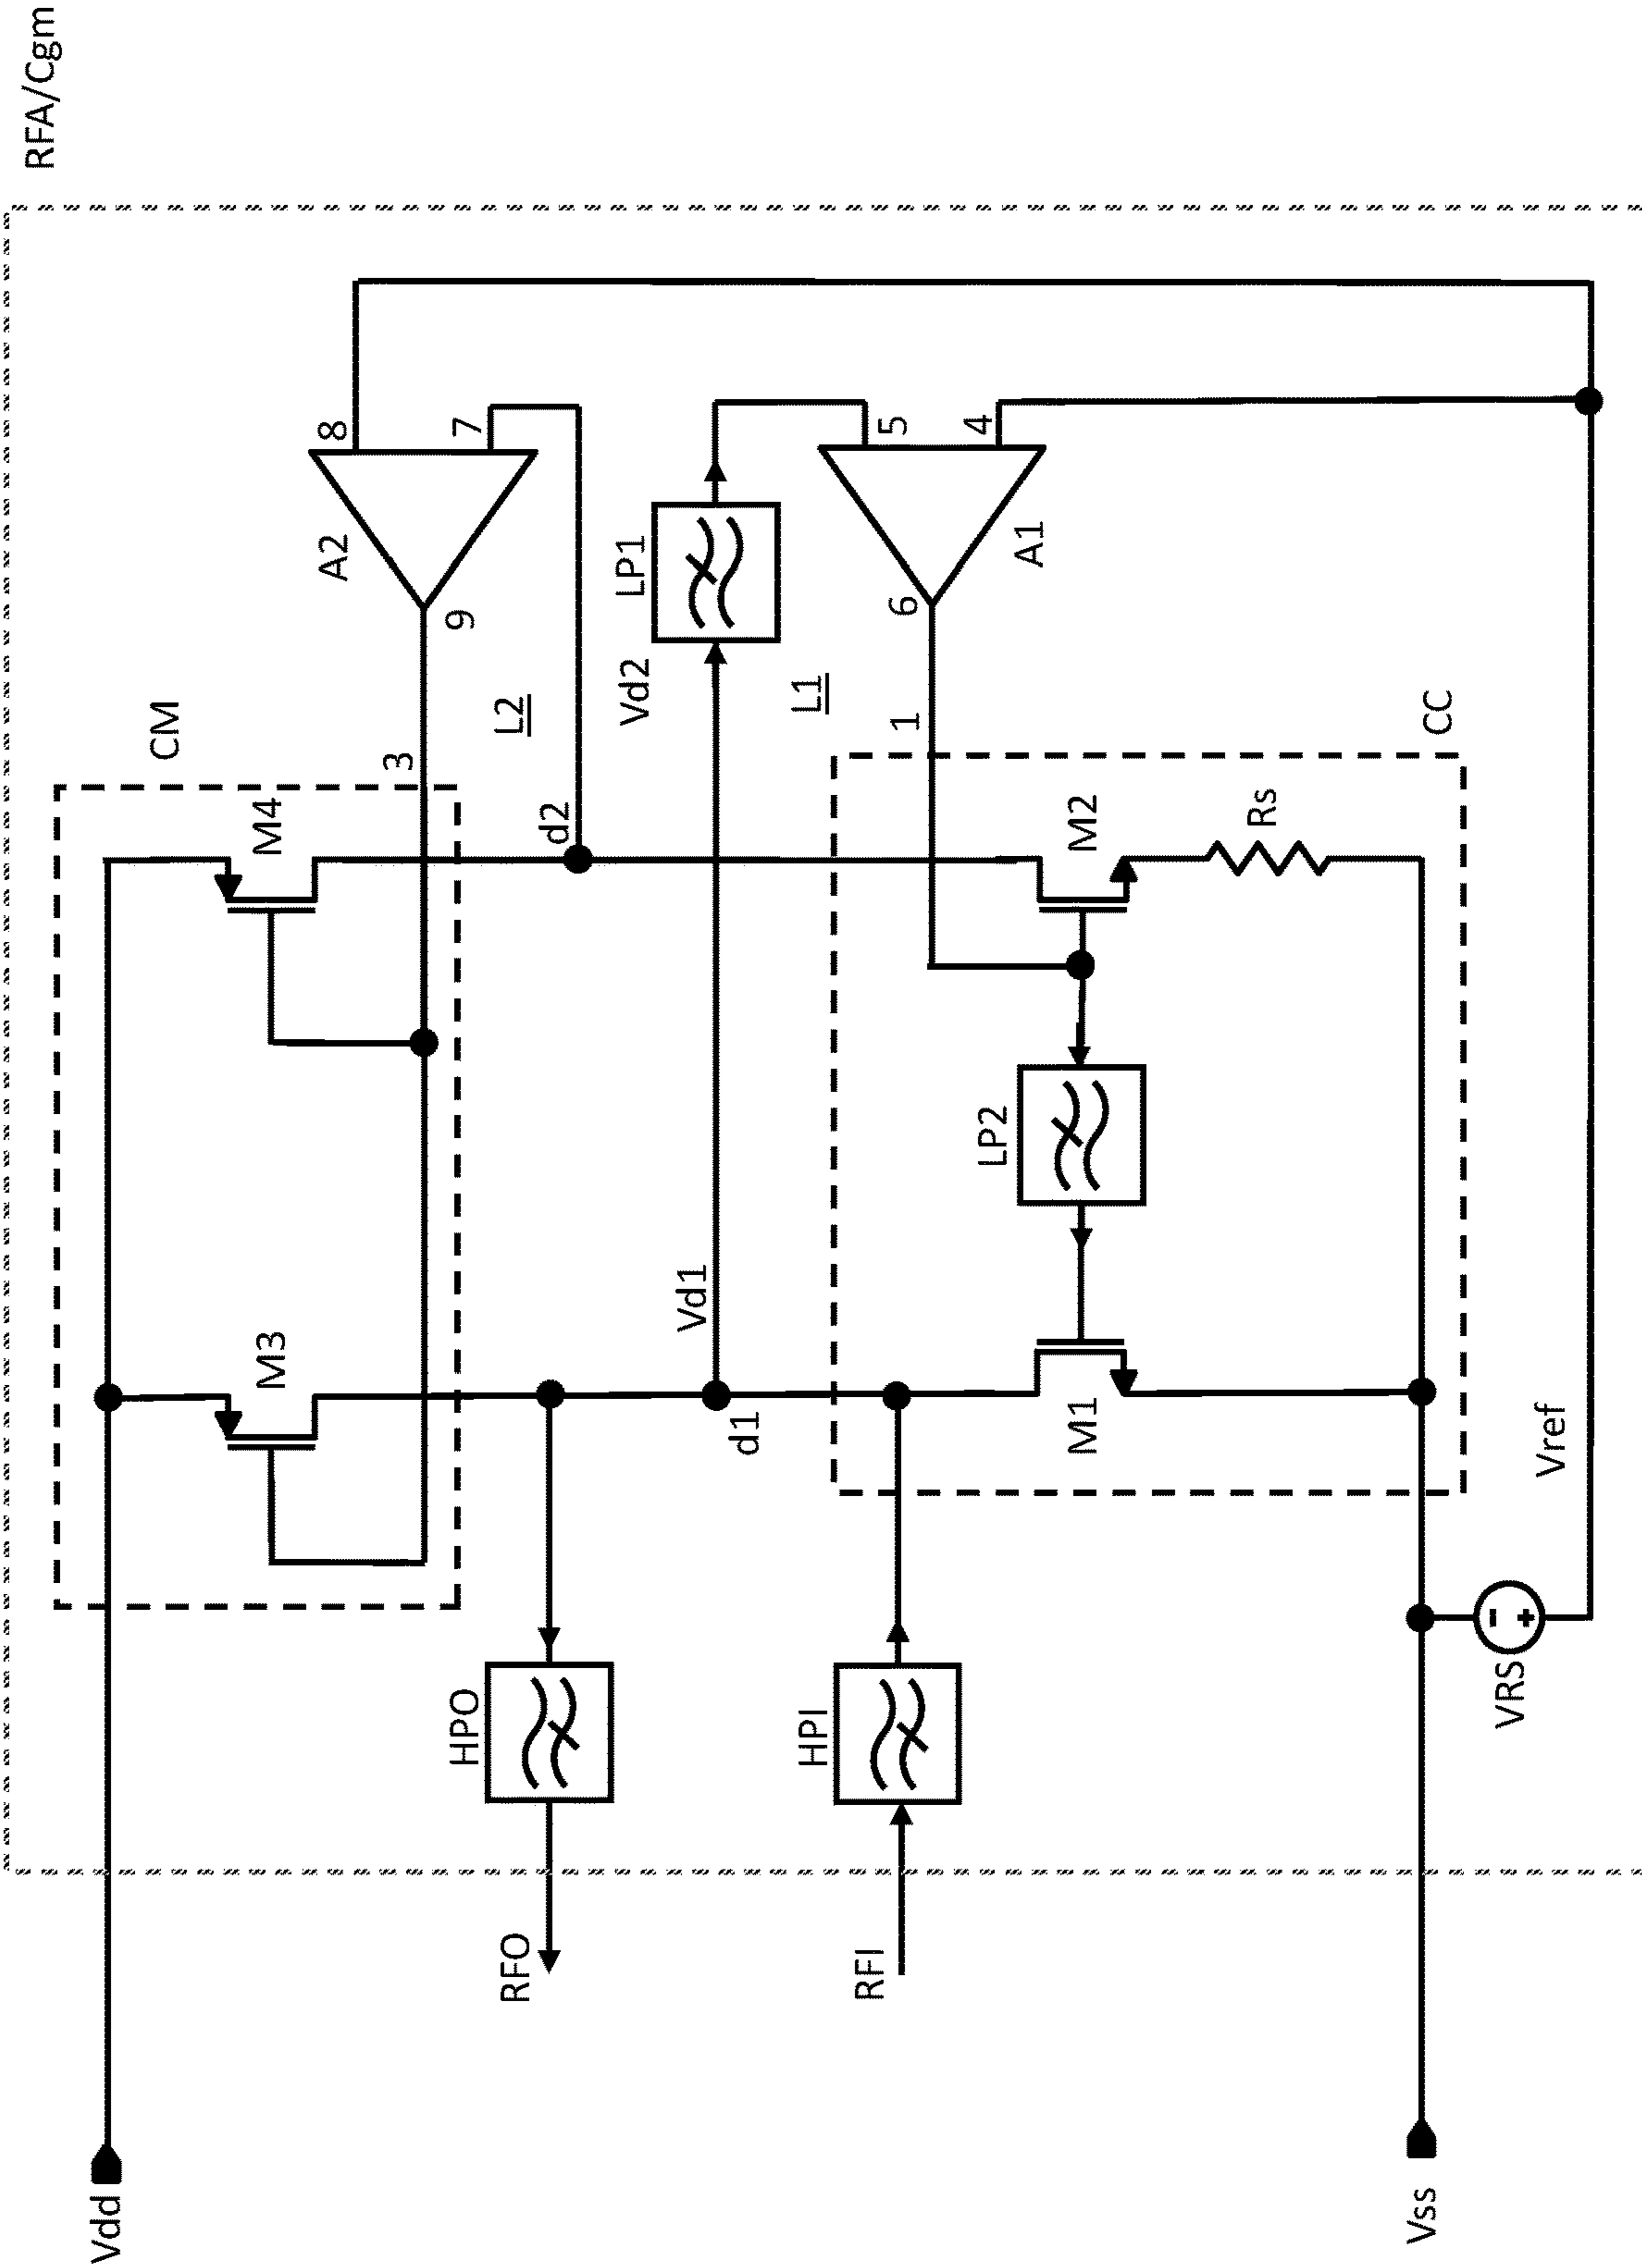 RFA/Cgm
CM
M3
M4
3
9
A2
8
7
L2
d2
Vd2
LP1
Vd1
d1
L1
1
6
A1
5
4
CC
M1
M2
LP2
Rs
HPO
RFO
HPI
RFI
VRS
-
+
Vref
Vdd
Vss